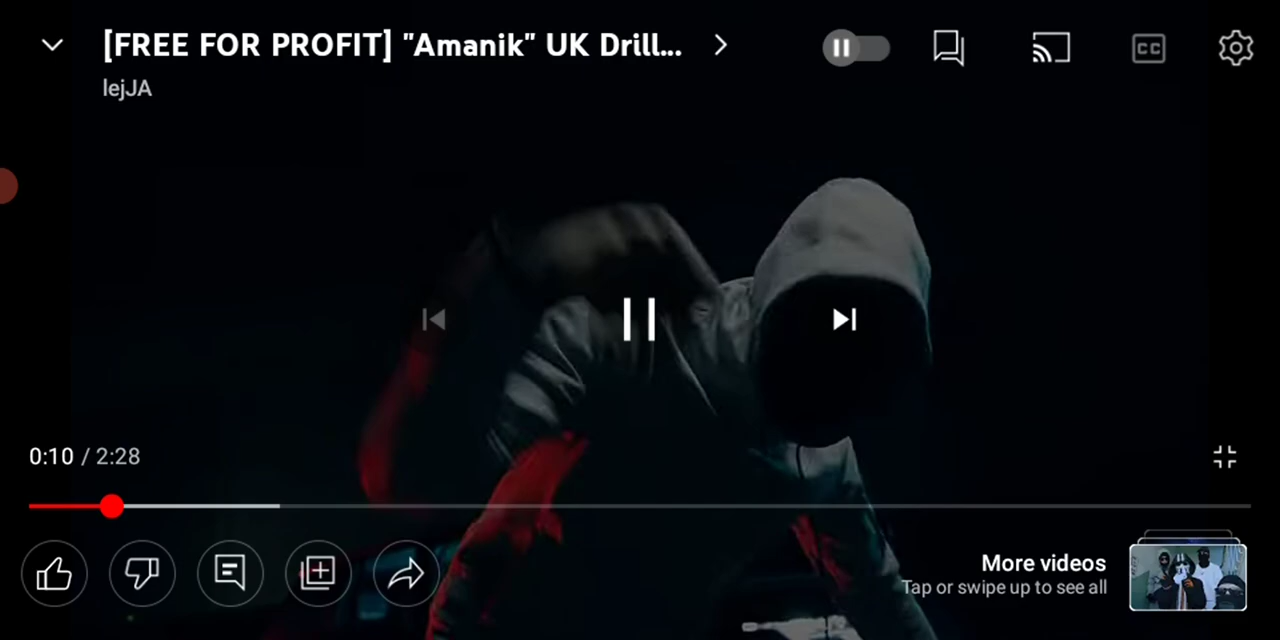 [FREE FOR PROFIT] "Amanik" UK Drill...
lejJA
CC
0:10 / 2:28
More videos
Tap or swipe up to see all